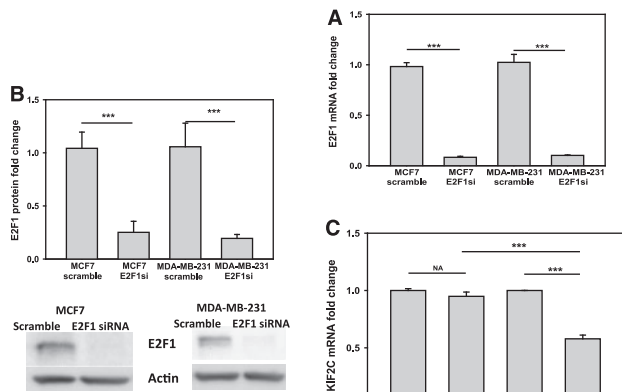 A
1.5
1.0
0.5
0.0
E2F1 mRNA fold change
***
***
MCF7 scramble
MCF7 E2F1si
MDA-MB-231 scramble
MDA-MB-231 E2F1si
B
1.5
1.0
0.5
0.0
E2F1 protein fold change
***
***
MCF7 scramble
MCF7 E2F1si
MDA-MB-231 scramble
MDA-MB-231 E2F1si
MCF7
Scramble E2F1 siRNA
MDA-MB-231
Scramble E2F1 siRNA
E2F1
Actin
C
1.5
1.0
0.5
KIF2C mRNA fold change
NA
***
***